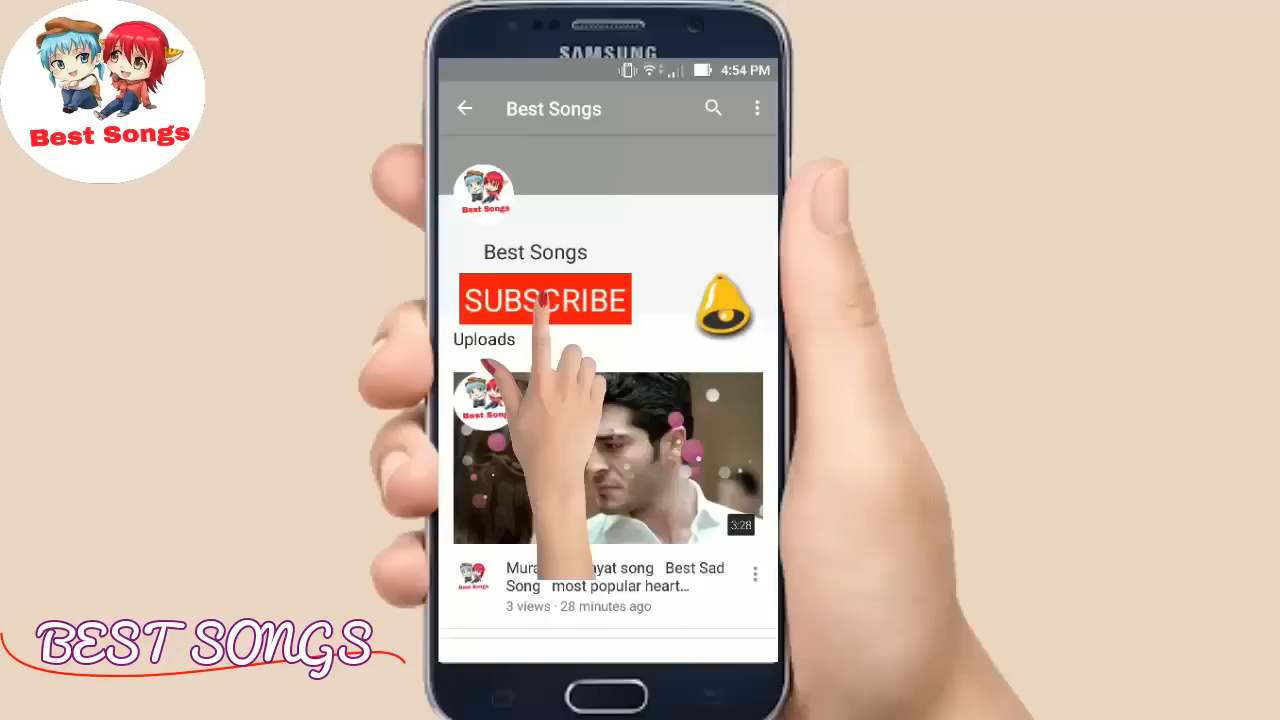 Best Songs
SAMSUNG
4:54 PM
Best Songs
Best Songs
Best Songs
SUBSCRIBE
Uploads
3:28
ayat song Best Sad
Song most popular heart...
Best Songs
3 views · 28 minutes ago
BEST SONGS